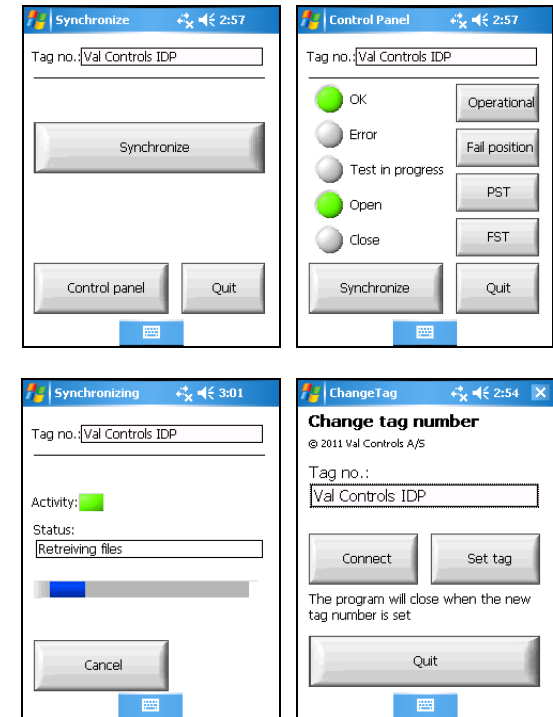 Synchronize 2:57
Tag no.: Val Controls IDP
Synchronize
Control panel Quit
Control Panel 2:57
Tag no.: Val Controls IDP
OK Operational
Error Fail position
Test in progress
PST
Open
Close FST
Synchronize Quit
Synchronizing 3:01
Tag no.: Val Controls IDP
Activity:
Status:
Retreiving files
Cancel
ChangeTag 2:54
Change tag number
© 2011 Val Controls A/S
Tag no.:
Val Controls IDP
Connect Set tag
The program will close when the new
tag number is set
Quit